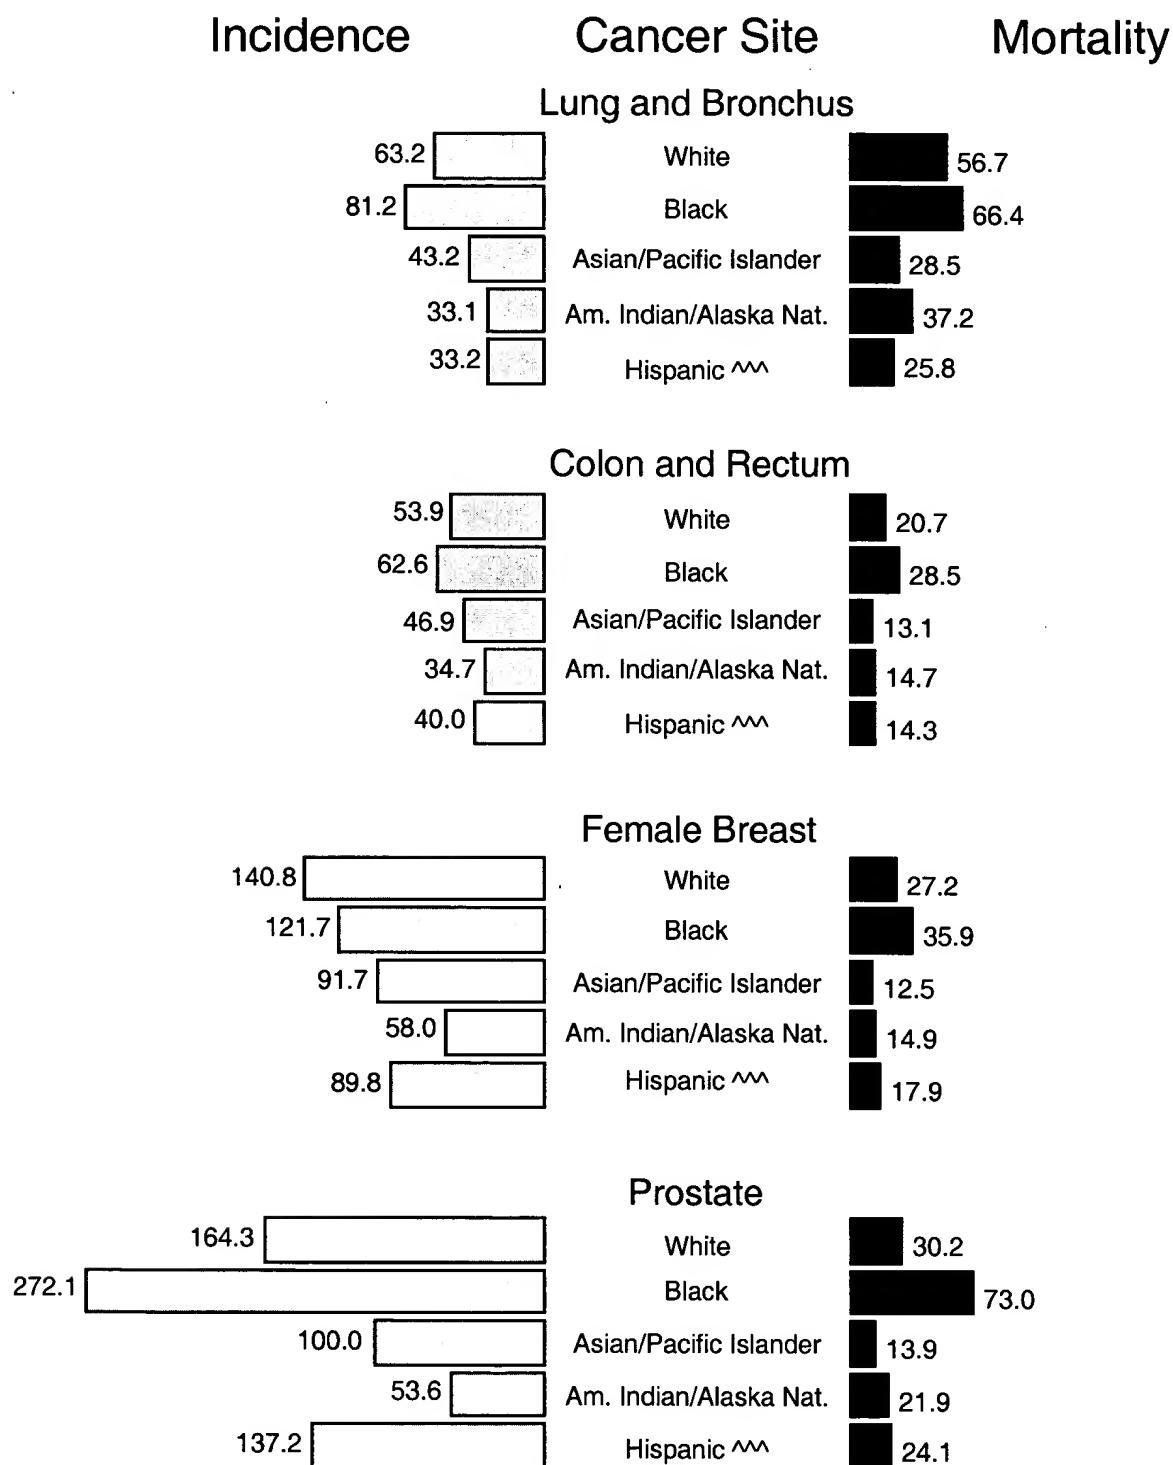 Incidence Cancer Site Mortality
Lung and Bronchus
63.2 White 56.7
81.2 Black 66.4
43.2 Asian/Pacific Islander 28.5
33.1 Am. Indian/Alaska Nat. 37.2
33.2 Hispanic ^^^ 25.8
Colon and Rectum
53.9 White 20.7
62.6 Black 28.5
46.9 Asian/Pacific Islander 13.1
34.7 Am. Indian/Alaska Nat. 14.7
40.0 Hispanic ^^^ 14.3
Female Breast
140.8 White 27.2
121.7 Black 35.9
91.7 Asian/Pacific Islander 12.5
58.0 Am. Indian/Alaska Nat. 14.9
89.8 Hispanic ^^^ 17.9
Prostate
164.3 White 30.2
272.1 Black 73.0
100.0 Asian/Pacific Islander 13.9
53.6 Am. Indian/Alaska Nat. 21.9
137.2 Hispanic ^^^ 24.1